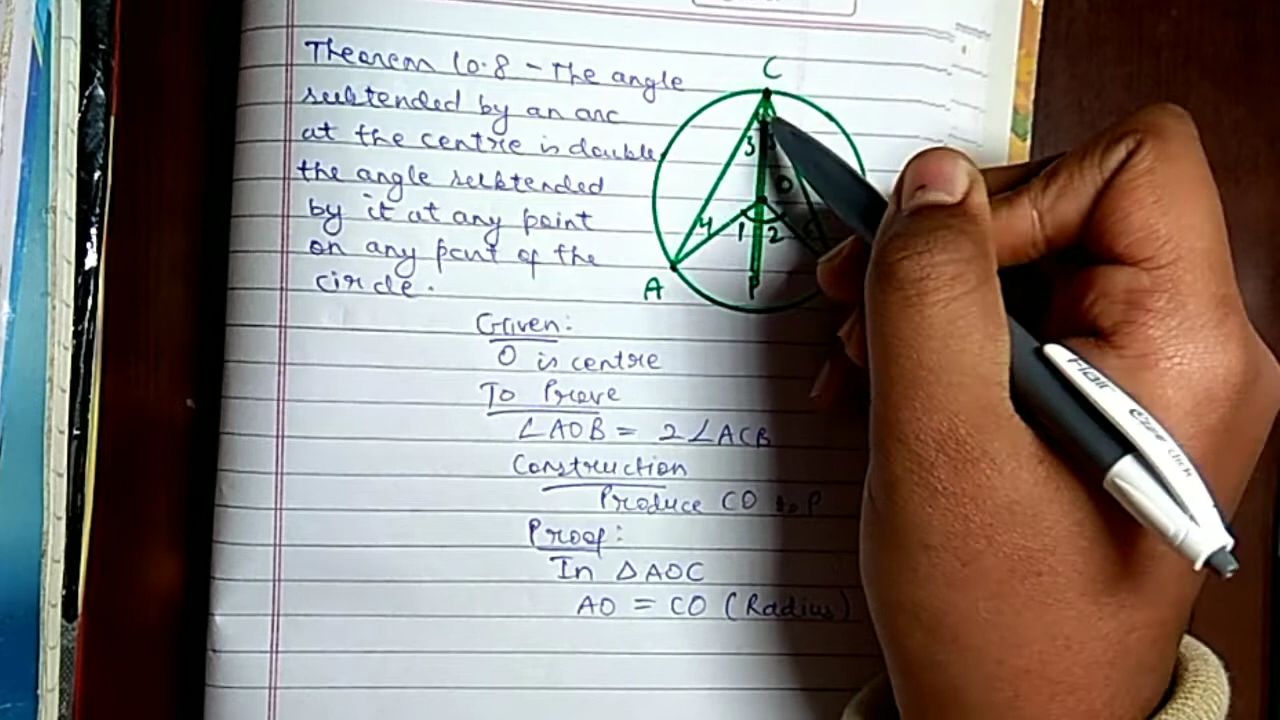 Theorem 10.8 - The angle
subtended by an arc
at the centre is double
the angle subtended
by it at any point
on any part of the
circle.
C
3
O
4
1
2
A
P
Given:
O is centre
To Prove
∠AOB = 2∠ACB
Construction
Produce CO to P
Proof:
In △AOC
AO = CO (Radius)
Flair
click